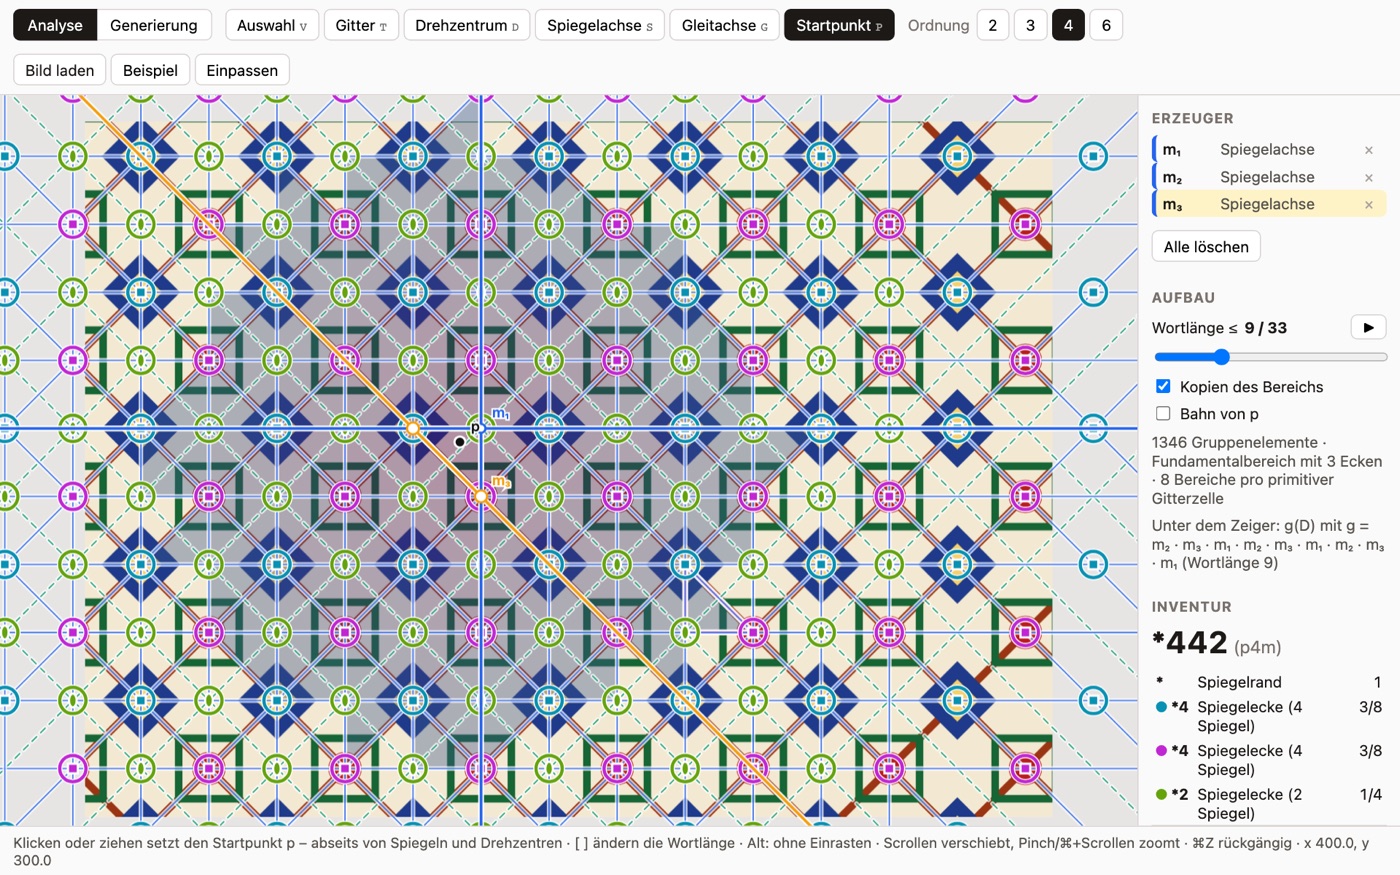 Analyse Generierung Auswahl V Gitter T Drehzentrum D Spiegelachse S Gleitachse G Startpunkt P Ordnung 2 3 4 6
Bild laden Beispiel Einpassen
ERZEUGER
m₁ Spiegelachse ×
m₂ Spiegelachse ×
m₃ Spiegelachse ×
Alle löschen
AUFBAU
Wortlänge ≤ 9 / 33
Kopien des Bereichs
Bahn von p
1346 Gruppenelemente ·
Fundamentalbereich mit 3 Ecken
· 8 Bereiche pro primitiver
Gitterzelle
Unter dem Zeiger: g(D) mit g =
m₂ · m₃ · m₁ · m₂ · m₃ · m₁ · m₂ · m₃
· m₁ (Wortlänge 9)
INVENTUR
*442 (p4m)
* Spiegelrand 1
*4 Spiegelecke (4 3/8
Spiegel)
*4 Spiegelecke (4 3/8
Spiegel)
*2 Spiegelecke (2 1/4
Spiegel)
m₁
p
m₃
Klicken oder ziehen setzt den Startpunkt p – abseits von Spiegeln und Drehzentren · [ ] ändern die Wortlänge · Alt: ohne Einrasten · Scrollen verschiebt, Pinch/⌘+Scrollen zoomt · ⌘Z rückgängig · x 400.0, y
300.0